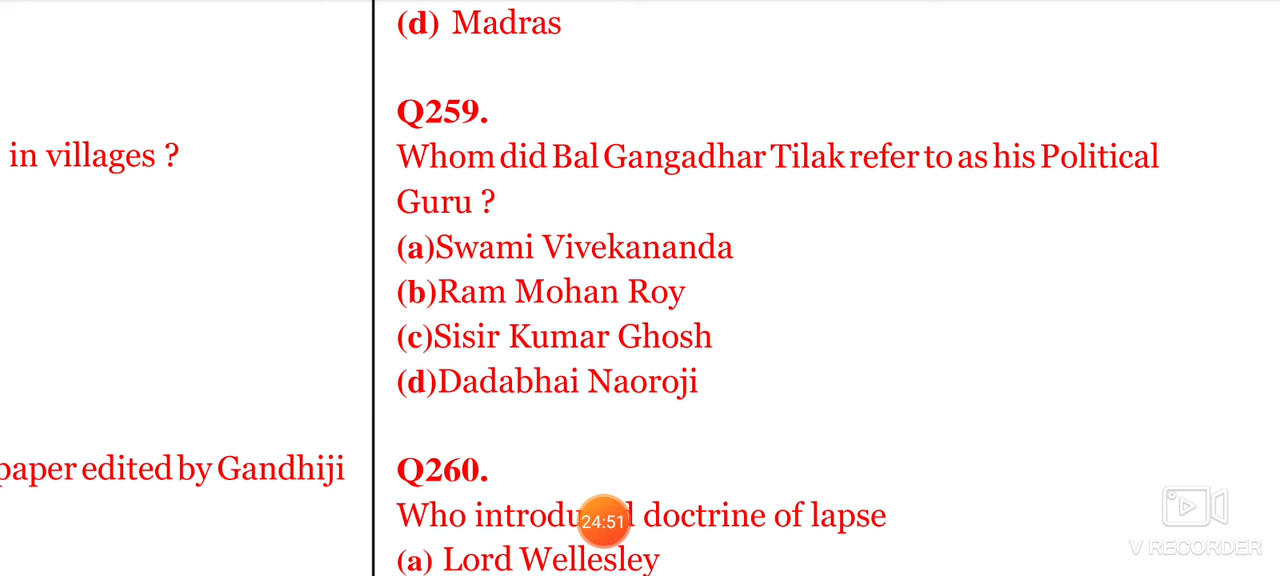 (d) Madras
in villages ?
paper edited by Gandhiji
Q259.
Whom did Bal Gangadhar Tilak refer to as his Political
Guru ?
(a)Swami Vivekananda
(b)Ram Mohan Roy
(c)Sisir Kumar Ghosh
(d)Dadabhai Naoroji
Q260.
Who doctrine of lapse
24:51
(a) Lord Wellesley
V RECORDER